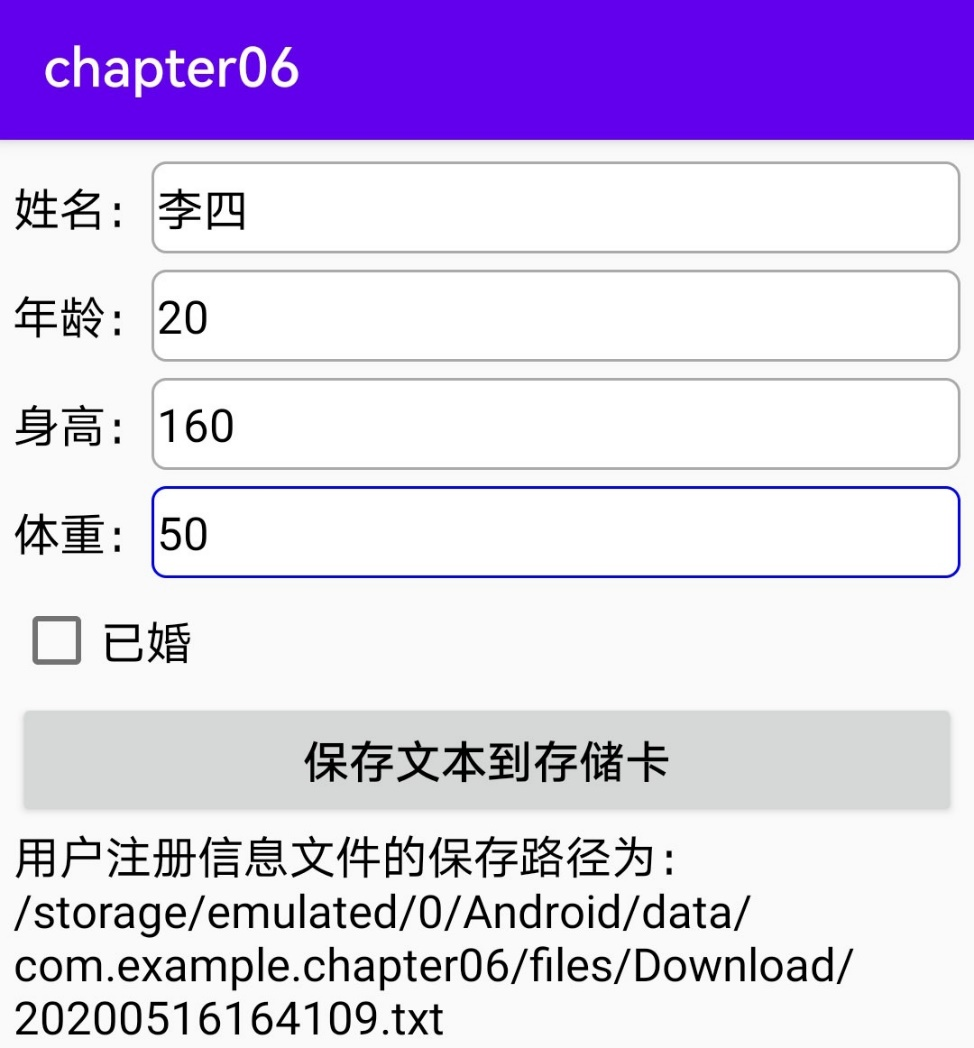 chapter06
姓名：李四
年龄：20
身高：160
体重：50
已婚
保存文本到存储卡
用户注册信息文件的保存路径为：
/storage/emulated/0/Android/data/
com.example.chapter06/files/Download/
20200516164109.txt